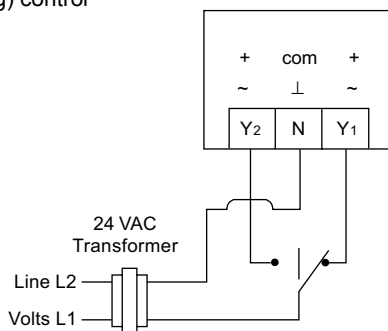 g) control
+ com +
~ ⊥ ~
Y2 N Y1
24 VAC
Transformer
Line L2
Volts L1